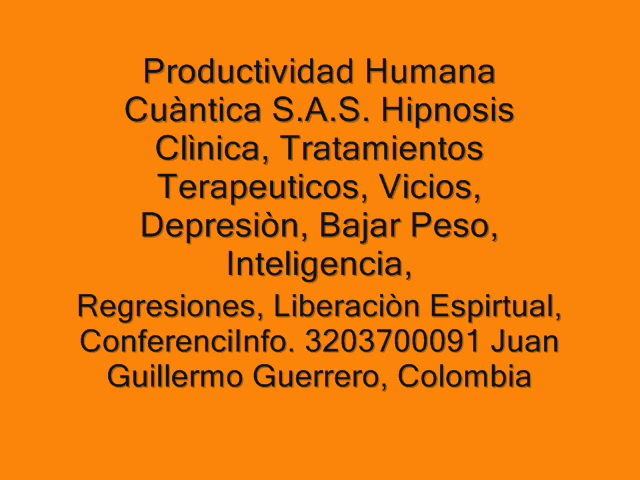 Productividad Humana
Cuàntica S.A.S. Hipnosis
Clìnica, Tratamientos
Terapeuticos, Vicios,
Depresiòn, Bajar Peso,
Inteligencia,
Regresiones, Liberaciòn Espirtual,
ConferenciInfo. 3203700091 Juan
Guillermo Guerrero, Colombia